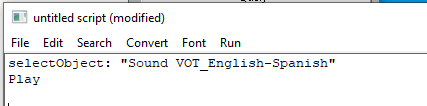 untitled script (modified)
File Edit Search Convert Font Run
selectObject: "Sound VOT_English-Spanish"
Play